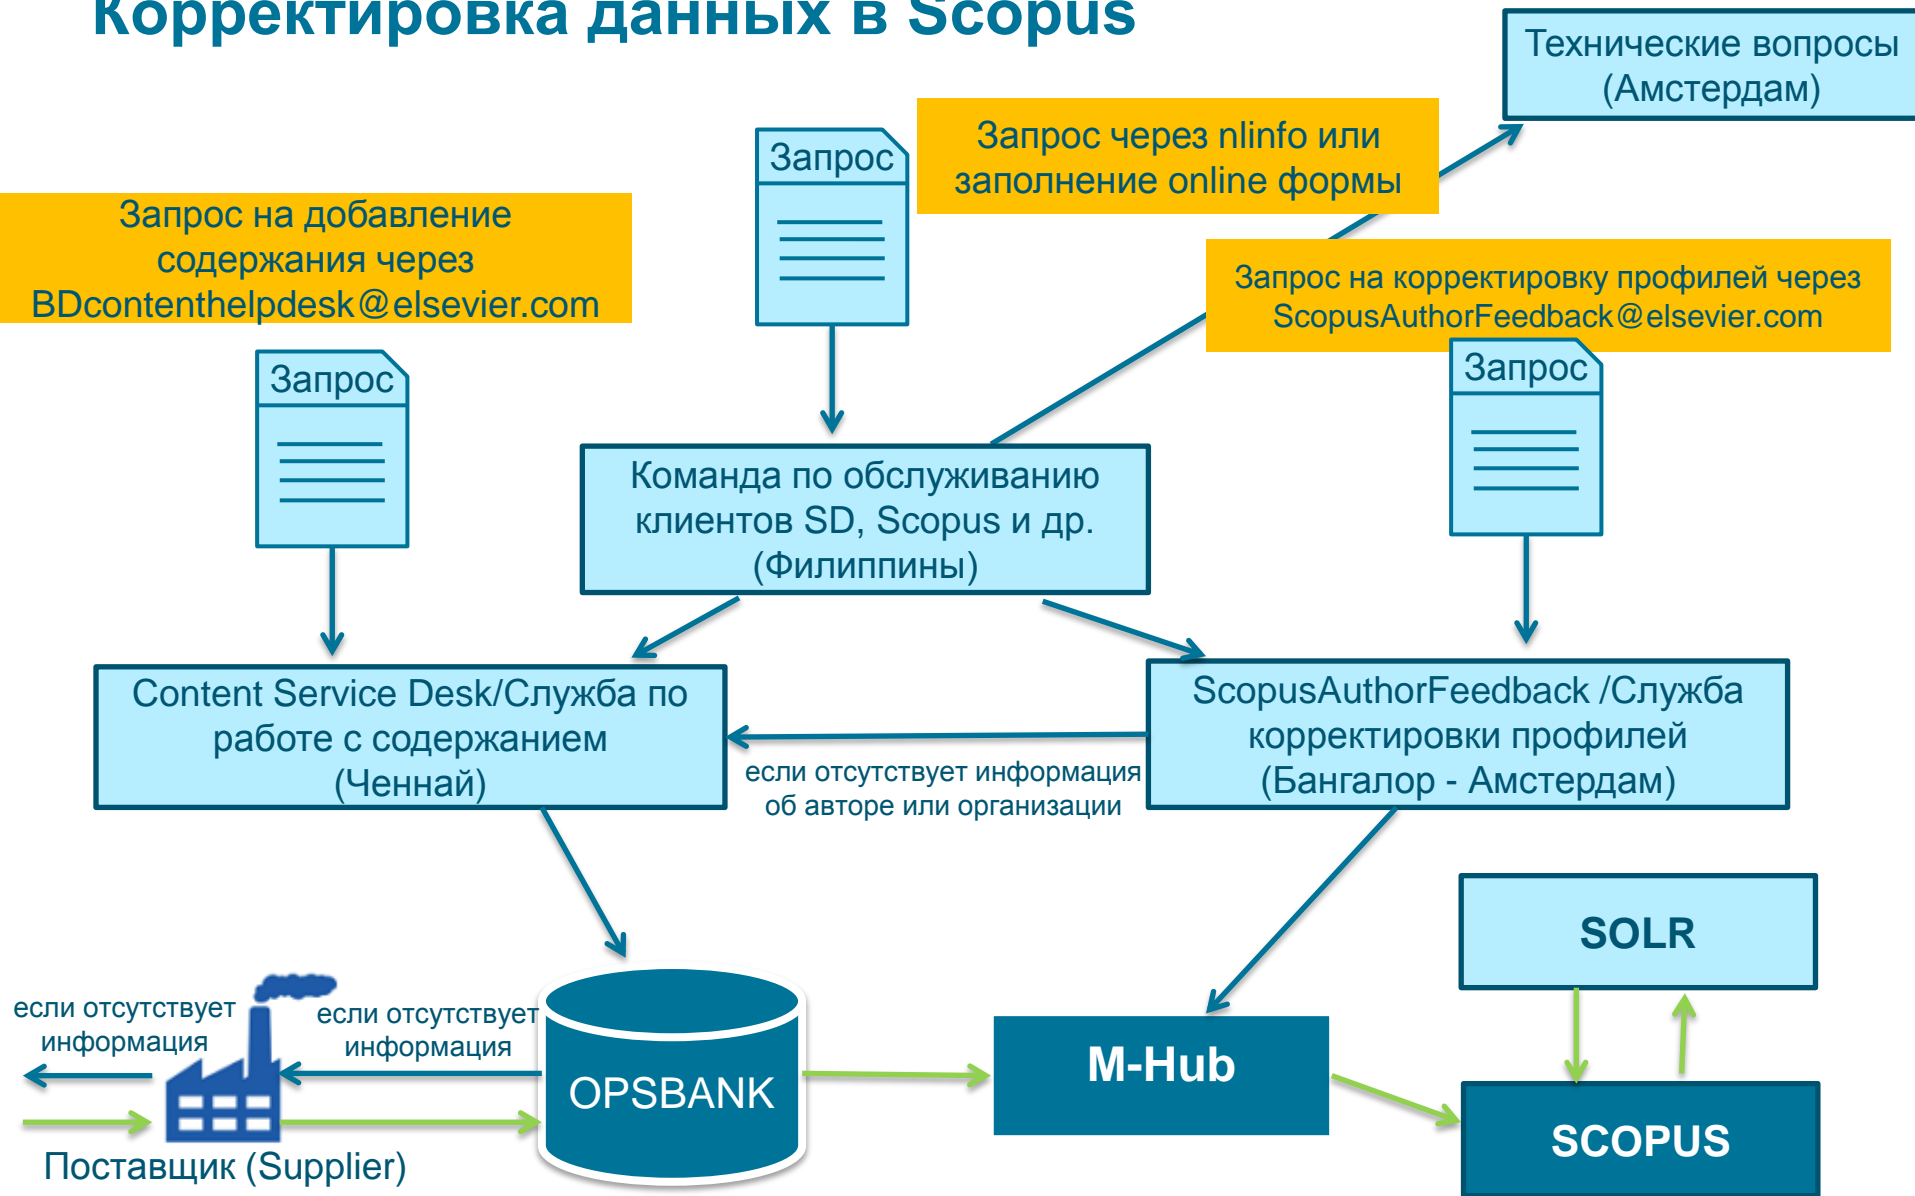 Корректировка данных в Scopus
Технические вопросы
(Амстердам)
Запрос
Запрос через nlinfo или
заполнение online формы
Запрос на добавление
содержания через
BDcontenthelpdesk@elsevier.com
Запрос на корректировку профилей через
ScopusAuthorFeedback@elsevier.com
Запрос
Запрос
Команда по обслуживанию
клиентов SD, Scopus и др.
(Филиппины)
Content Service Desk/Служба по
работе с содержанием
(Ченнай)
ScopusAuthorFeedback /Служба
корректировки профилей
(Бангалор - Амстердам)
если отсутствует информация
об авторе или организации
SOLR
если отсутствует
информация
если отсутствует
информация
OPSBANK
M-Hub
SCOPUS
Поставщик (Supplier)